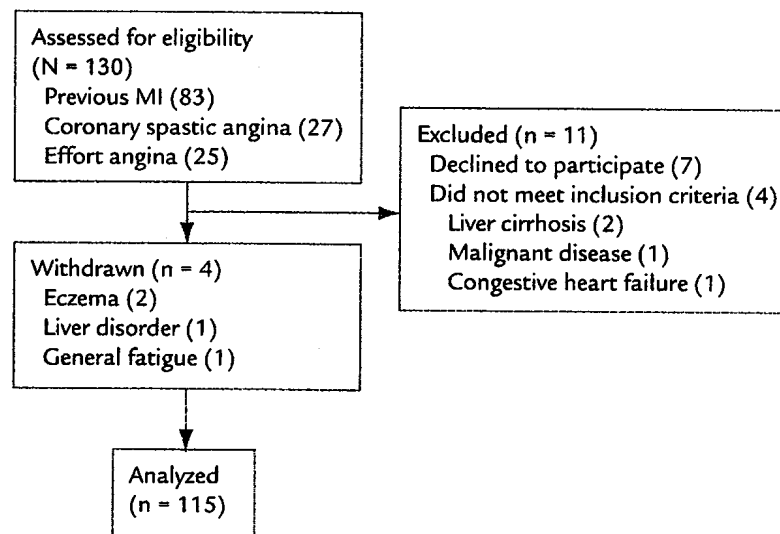 Assessed for eligibility
(N = 130)
Previous MI (83)
Coronary spastic angina (27)
Effort angina (25)
Excluded (n = 11)
Declined to participate (7)
Did not meet inclusion criteria (4)
Liver cirrhosis (2)
Malignant disease (1)
Congestive heart failure (1)
Withdrawn (n = 4)
Eczema (2)
Liver disorder (1)
General fatigue (1)
Analyzed
(n = 115)